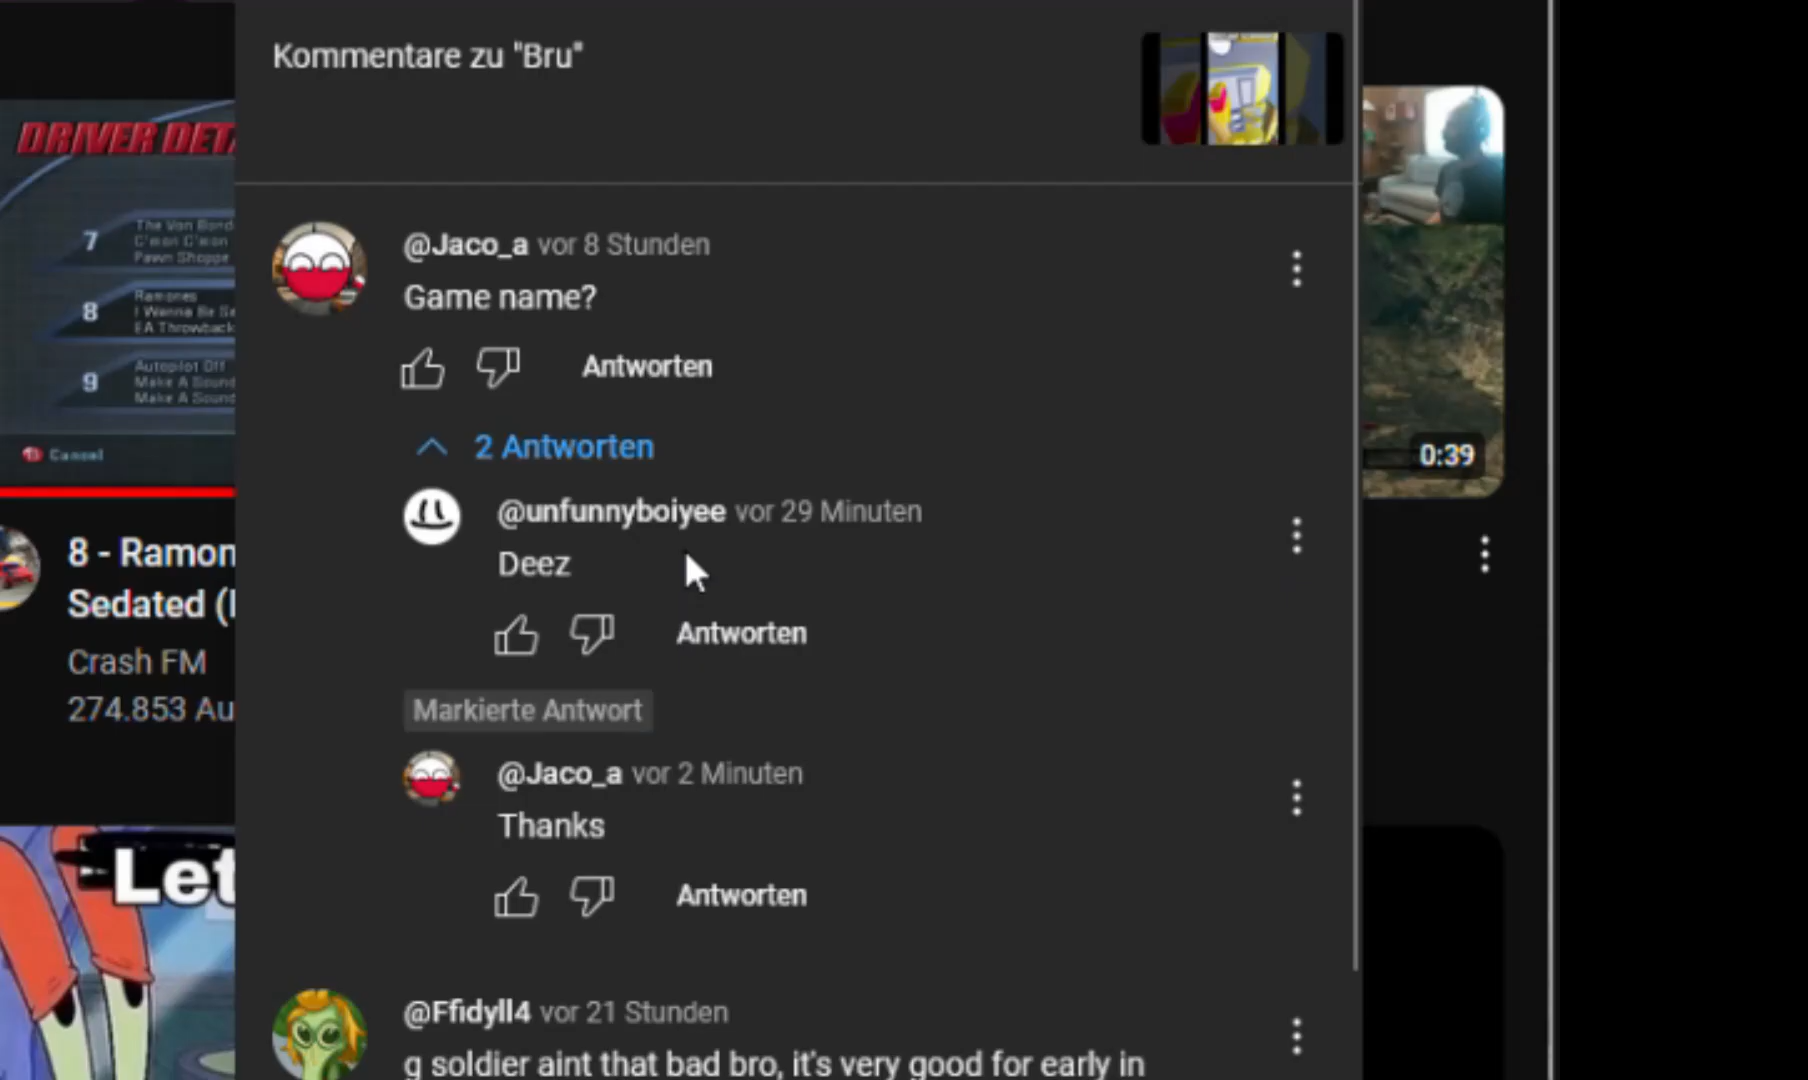 Kommentare zu "Bru"
DRIVER DET
7
The Von Bond
C'mon C'mon
Pawn Shoppe
8
Ramones
I Wanna Be Se
EA Throwback
9
Autopilot Off
Make A Sound
Make A Sound
Cancel
8 - Ramon
Sedated (
Crash FM
274.853 Au
Let
@Jaco_a vor 8 Stunden
Game name?
Antworten
2 Antworten
@unfunnyboiyee vor 29 Minuten
Deez
Antworten
Markierte Antwort
@Jaco_a vor 2 Minuten
Thanks
Antworten
@Ffidyll4 vor 21 Stunden
g soldier aint that bad bro, it's very good for early in
0:39